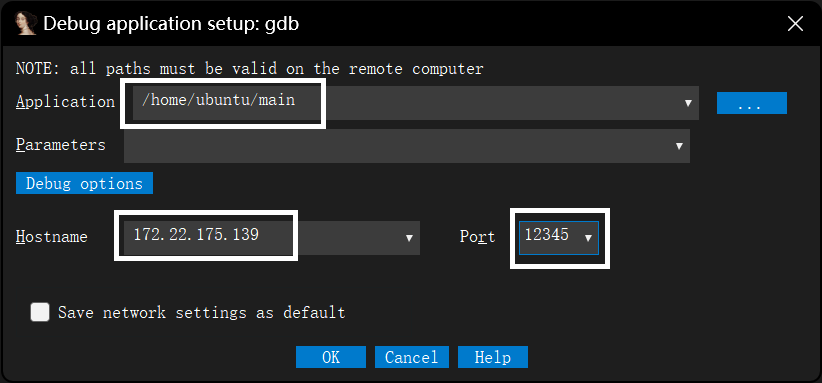 Debug application setup: gdb
NOTE: all paths must be valid on the remote computer
Application /home/ubuntu/main ...
Parameters
Debug options
Hostname 172.22.175.139 Port 12345
Save network settings as default
OK Cancel Help